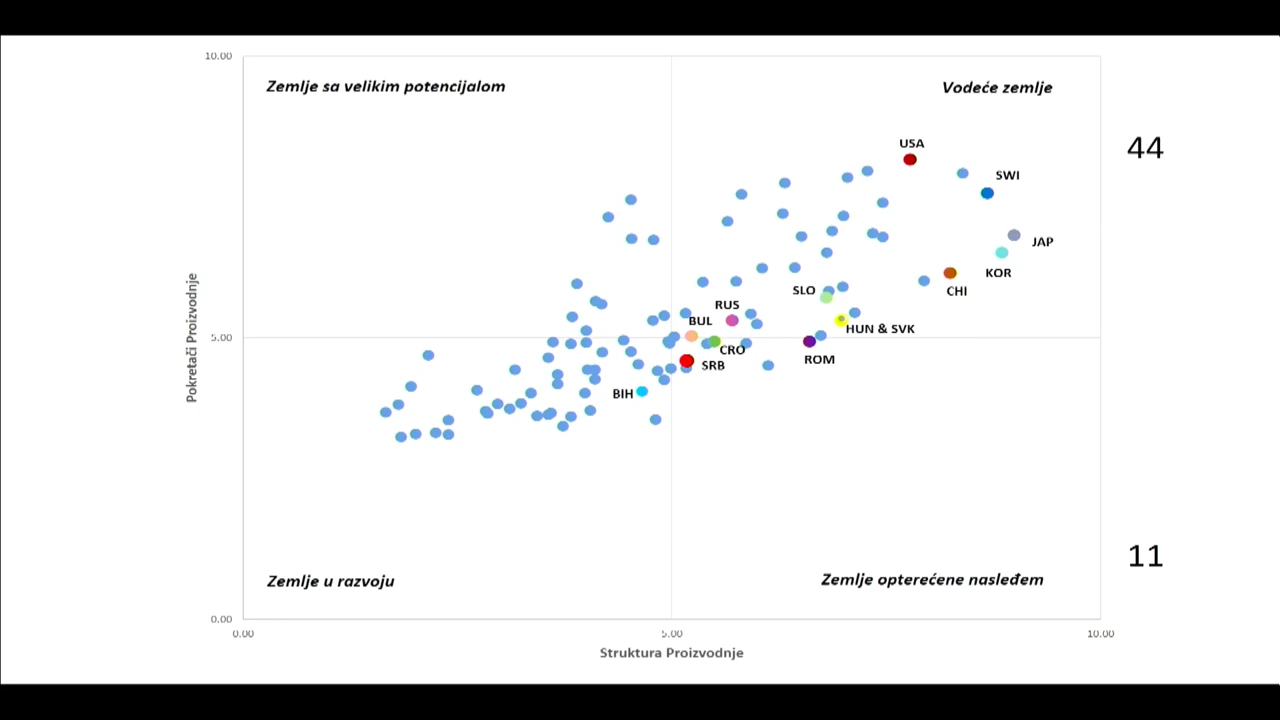 10.00
Zemlje sa velikim potencijalom
Vodeće zemlje
44
USA
SWI
JAP
KOR
CHI
SLO
RUS
BUL
HUN & SVK
5.00
CRO
ROM
SRB
BIH
Pokretači Proizvodnje
11
Zemlje u razvoju
Zemlje opterećene nasleđem
0.00
0.00
5.00
10.00
Struktura Proizvodnje